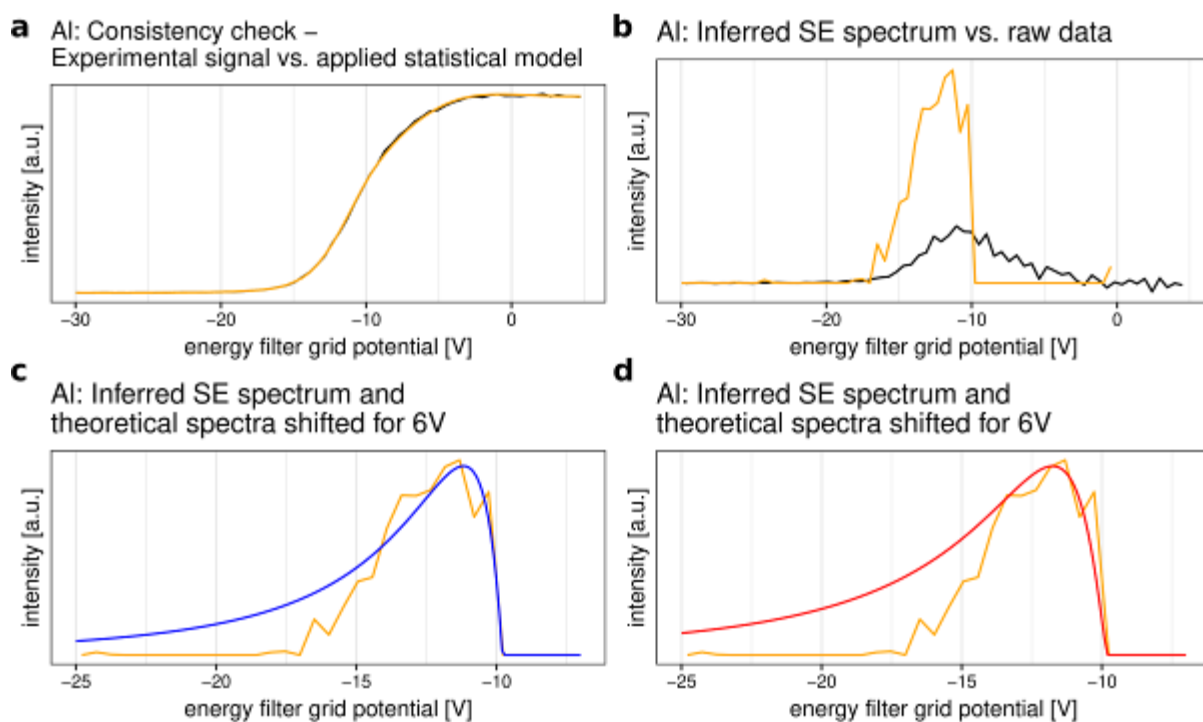 a
Al: Consistency check –
Experimental signal vs. applied statistical model
intensity [a.u.]
−30 −20 −10 0
energy filter grid potential [V]
b
Al: Inferred SE spectrum vs. raw data
intensity [a.u.]
−30 −20 −10 0
energy filter grid potential [V]
c
Al: Inferred SE spectrum and
theoretical spectra shifted for 6V
intensity [a.u.]
−25 −20 −15 −10
energy filter grid potential [V]
d
Al: Inferred SE spectrum and
theoretical spectra shifted for 6V
intensity [a.u.]
−25 −20 −15 −10
energy filter grid potential [V]